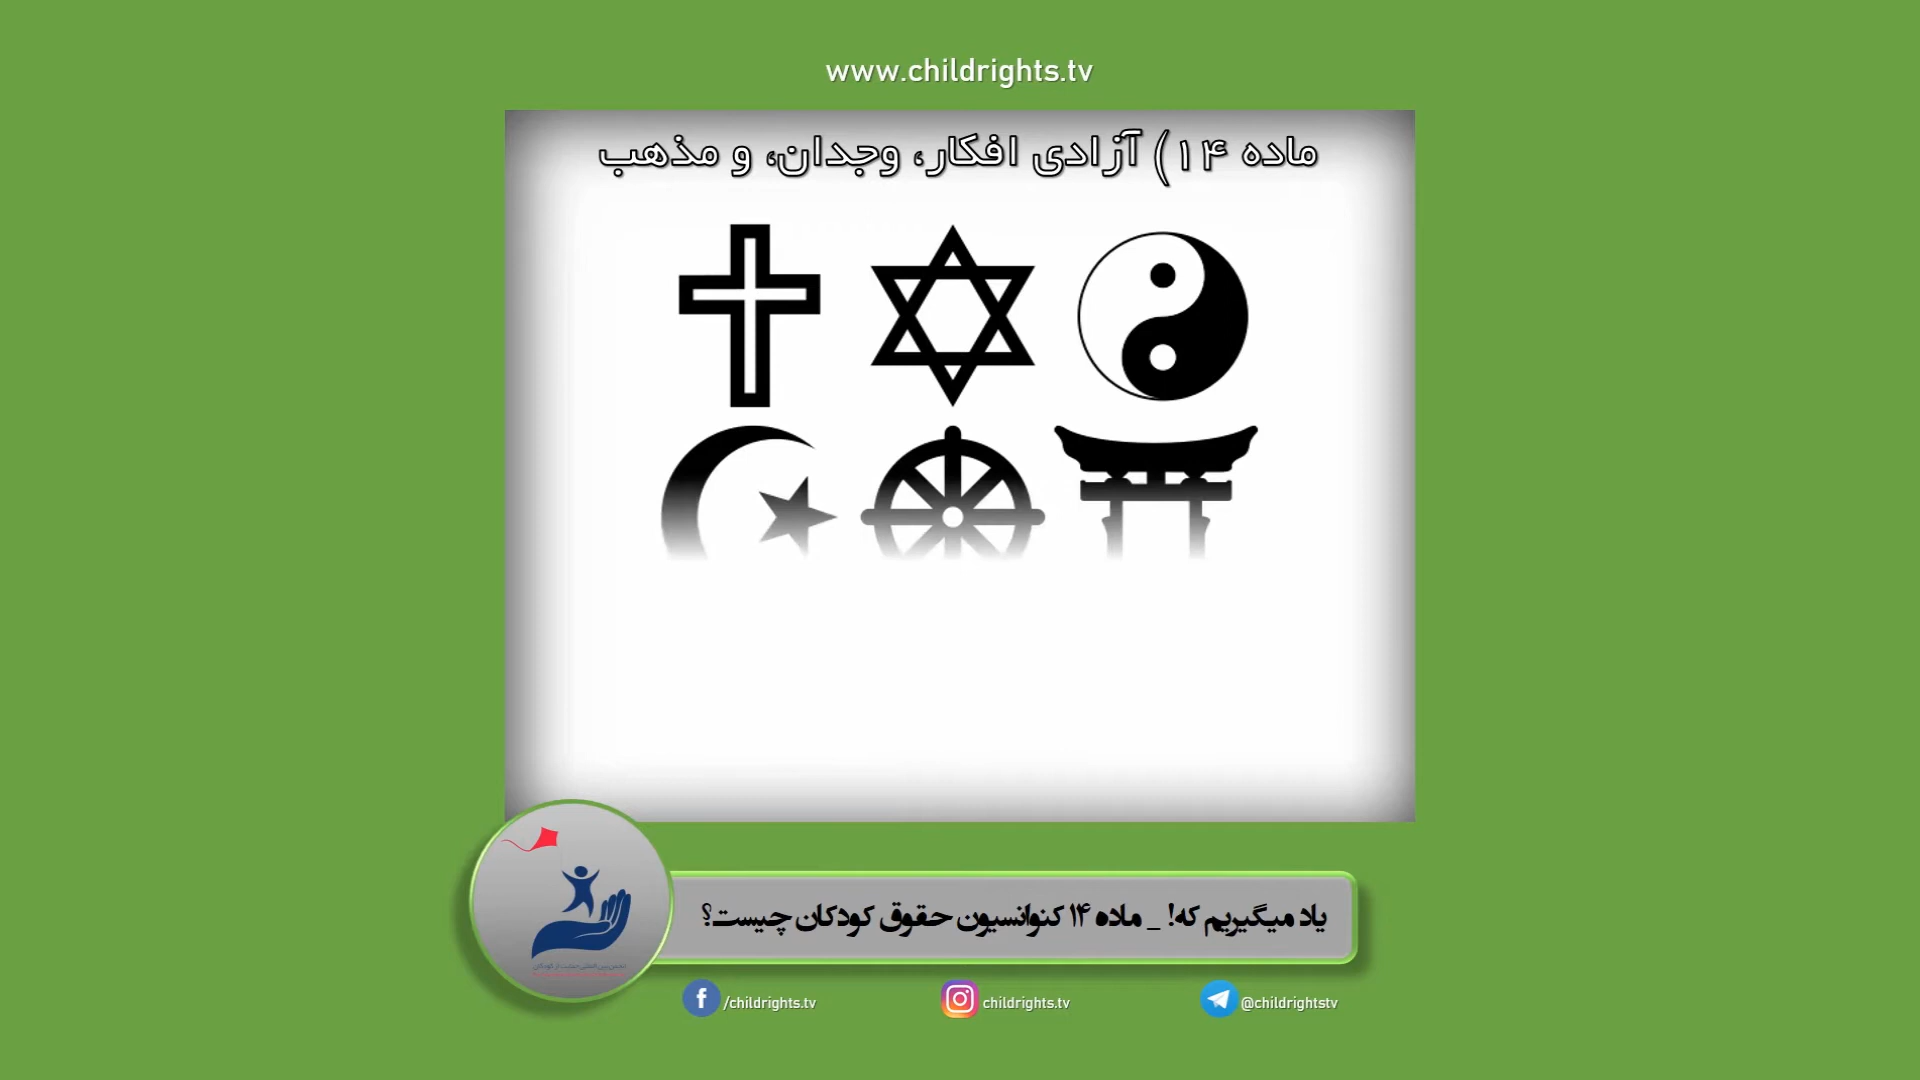 www.childrights.tv
ماده ۱۴) آزادی افکار، وجدان، و مذهب
یاد میگیریم که! _ ماده ۱۴ کنوانسیون حقوق کودکان چیست؟
/childrights.tv
childrights.tv
@childrightstv